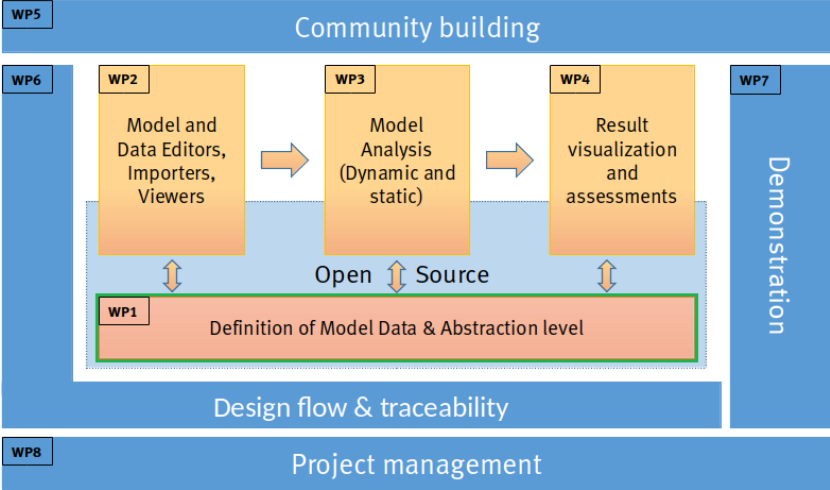 WP5
Community building
WP6
WP2
Model and
Data Editors,
Importers,
Viewers
WP3
Model
Analysis
(Dynamic and
static)
WP4
Result
visualization
and
assessments
WP7
Demonstration
Open Source
WP1
Definition of Model Data & Abstraction level
Design flow & traceability
WP8
Project management